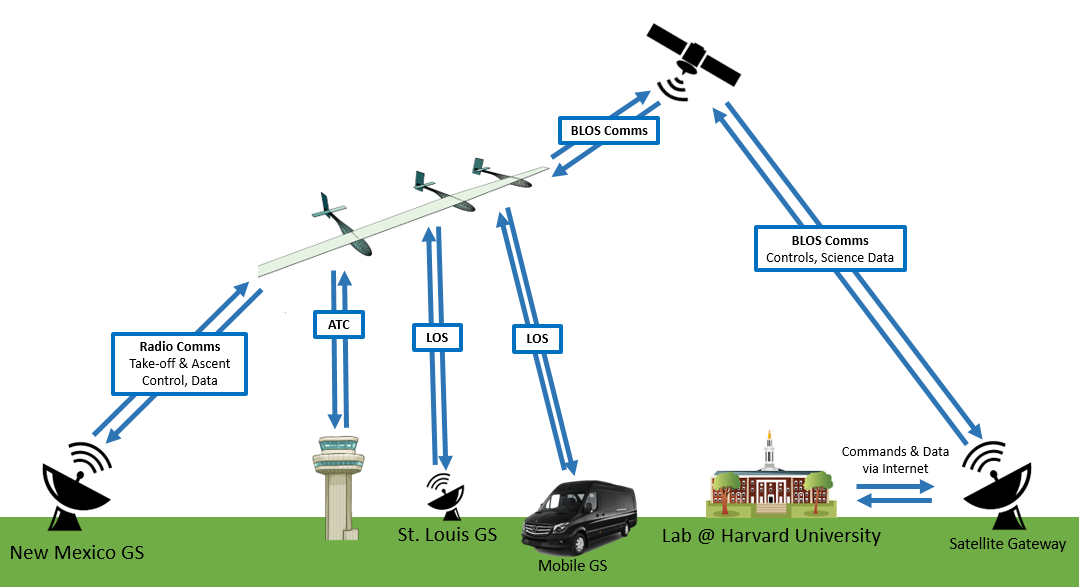 BLOS Comms
BLOS Comms
Controls, Science Data
ATC
LOS
LOS
Radio Comms
Take-off & Ascent
Control, Data
Commands & Data
via Internet
New Mexico GS
St. Louis GS
Mobile GS
Lab @ Harvard University
Satellite Gateway